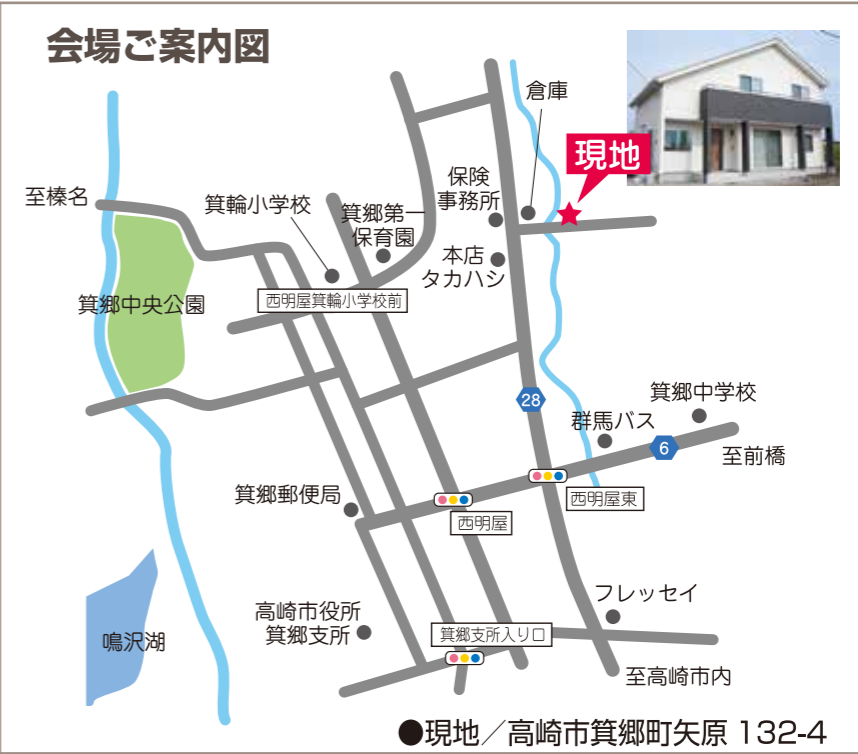 会場ご案内図
倉庫
現地
保険
事務所
至榛名
箕輪小学校
箕郷第一
保育園
本店
タカハシ
箕郷中央公園
西明屋箕輪小学校前
28
箕郷中学校
群馬バス
6
至前橋
箕郷郵便局
西明屋東
西明屋
フレッセイ
高崎市役所
箕郷支所
箕郷支所入り口
鳴沢湖
至高崎市内
●現地／高崎市箕郷町矢原 132-4